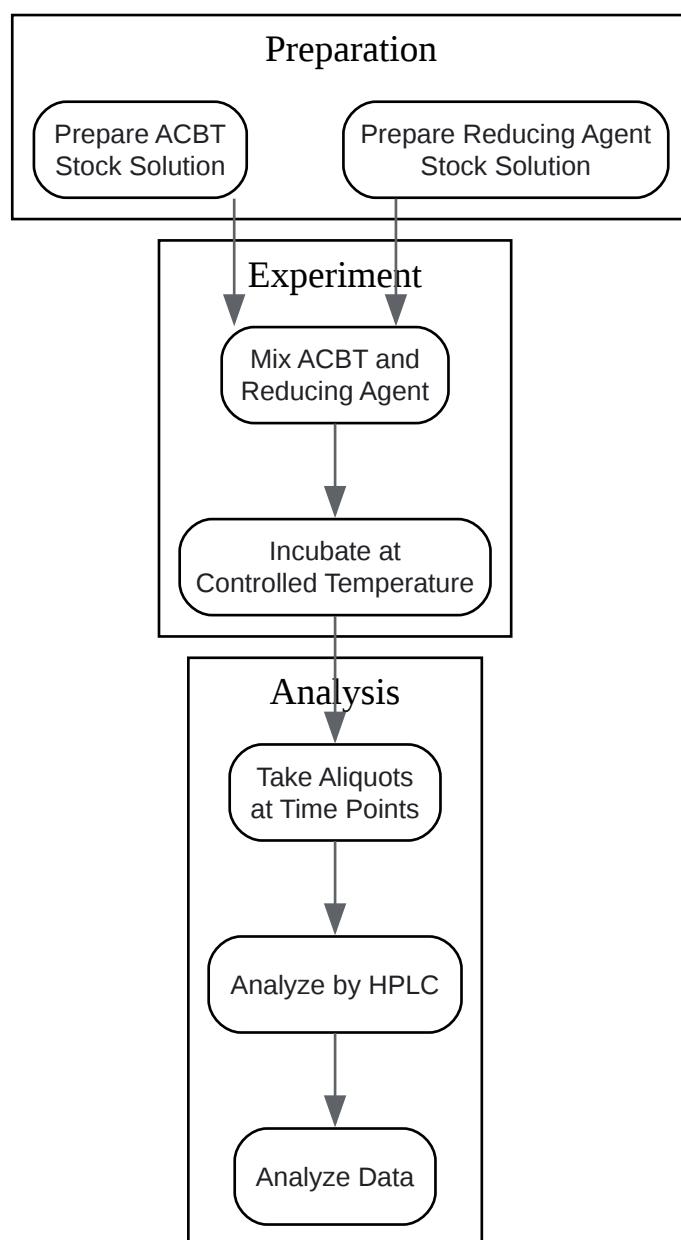 Preparation
Prepare ACBT
Stock Solution
Prepare Reducing Agent
Stock Solution
Experiment
Mix ACBT and
Reducing Agent
Incubate at
Controlled Temperature
Analysis
Take Aliquots
at Time Points
Analyze by HPLC
Analyze Data